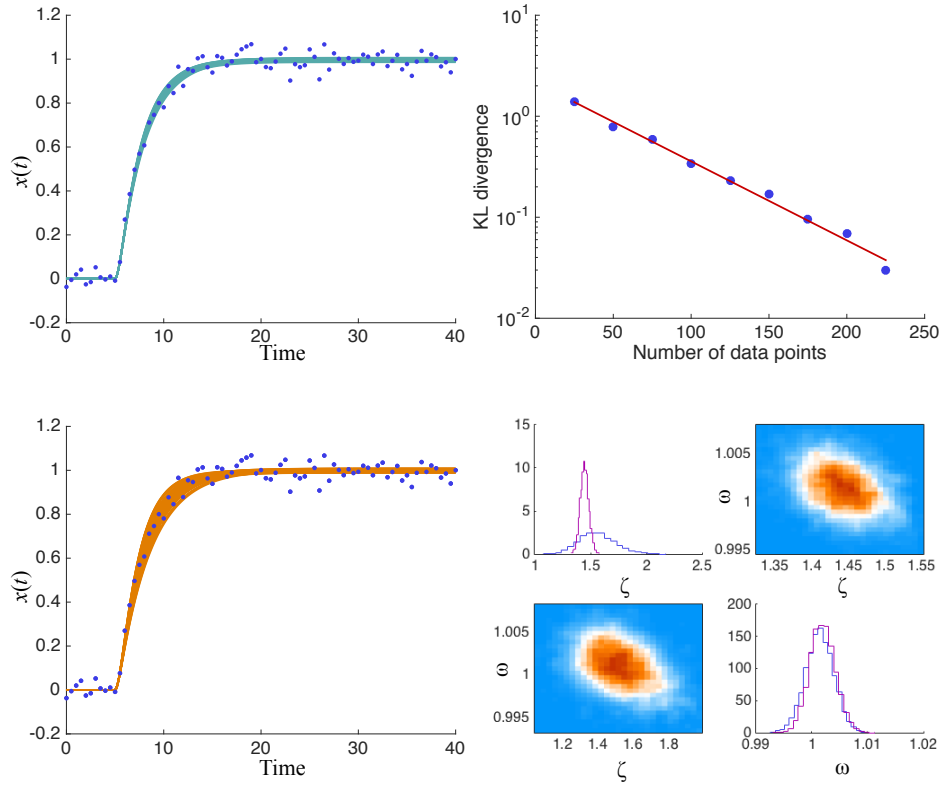 1.2
1
0.8
0.6
0.4
0.2
0
-0.2
x(t)
0 10 20 30 40
Time
10^1
10^0
10^-1
10^-2
KL divergence
0 50 100 150 200 250
Number of data points
1.2
1
0.8
0.6
0.4
0.2
0
-0.2
x(t)
0 10 20 30 40
Time
15
10
5
0
1 1.5 2 2.5
ζ
1.005
1
0.995
ω
1.35 1.4 1.45 1.5 1.55
ζ
1.005
1
0.995
ω
1.2 1.4 1.6 1.8
ζ
200
150
100
50
0
0.99 1 1.01 1.02
ω